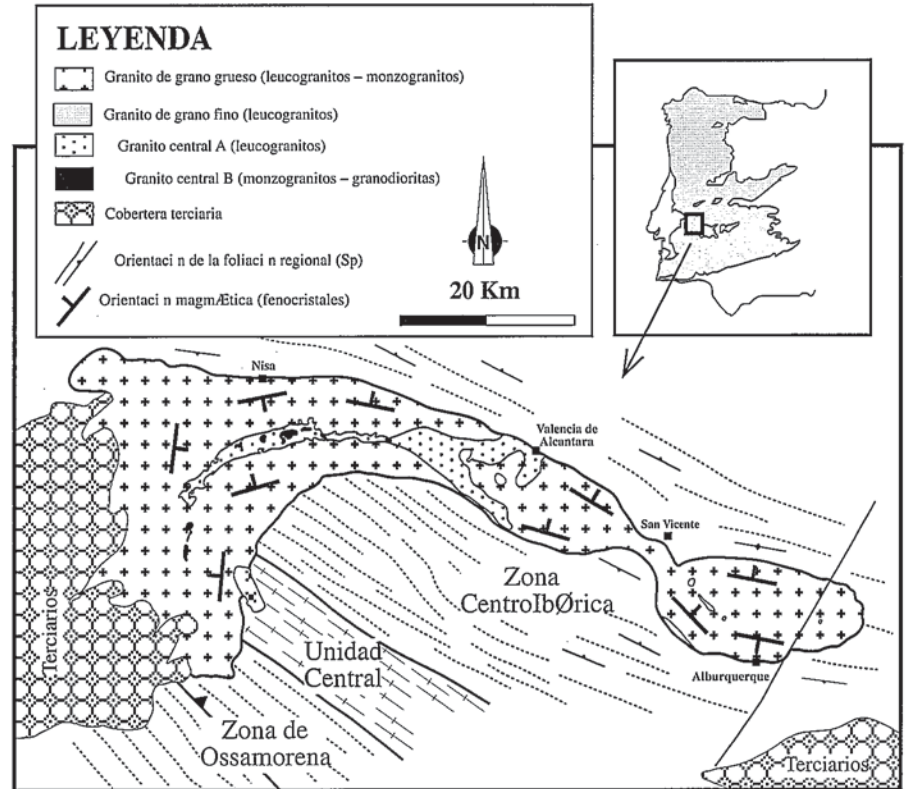 LEYENDA
Granito de grano grueso (leucogranitos – monzogranitos)
Granito de grano fino (leucogranitos)
Granito central A (leucogranitos)
Granito central B (monzogranitos – granodioritas)
Cobertera terciaria
Orientaci n de la foliaci n regional (Sp)
Orientaci n magmÆtica (fenocristales)
N
20 Km
Nisa
Valencia de
Alcantara
San Vicente
Zona
CentroIbØrica
Unidad
Central
Alburquerque
Terciarios
Zona de
Ossamorena
Terciarios